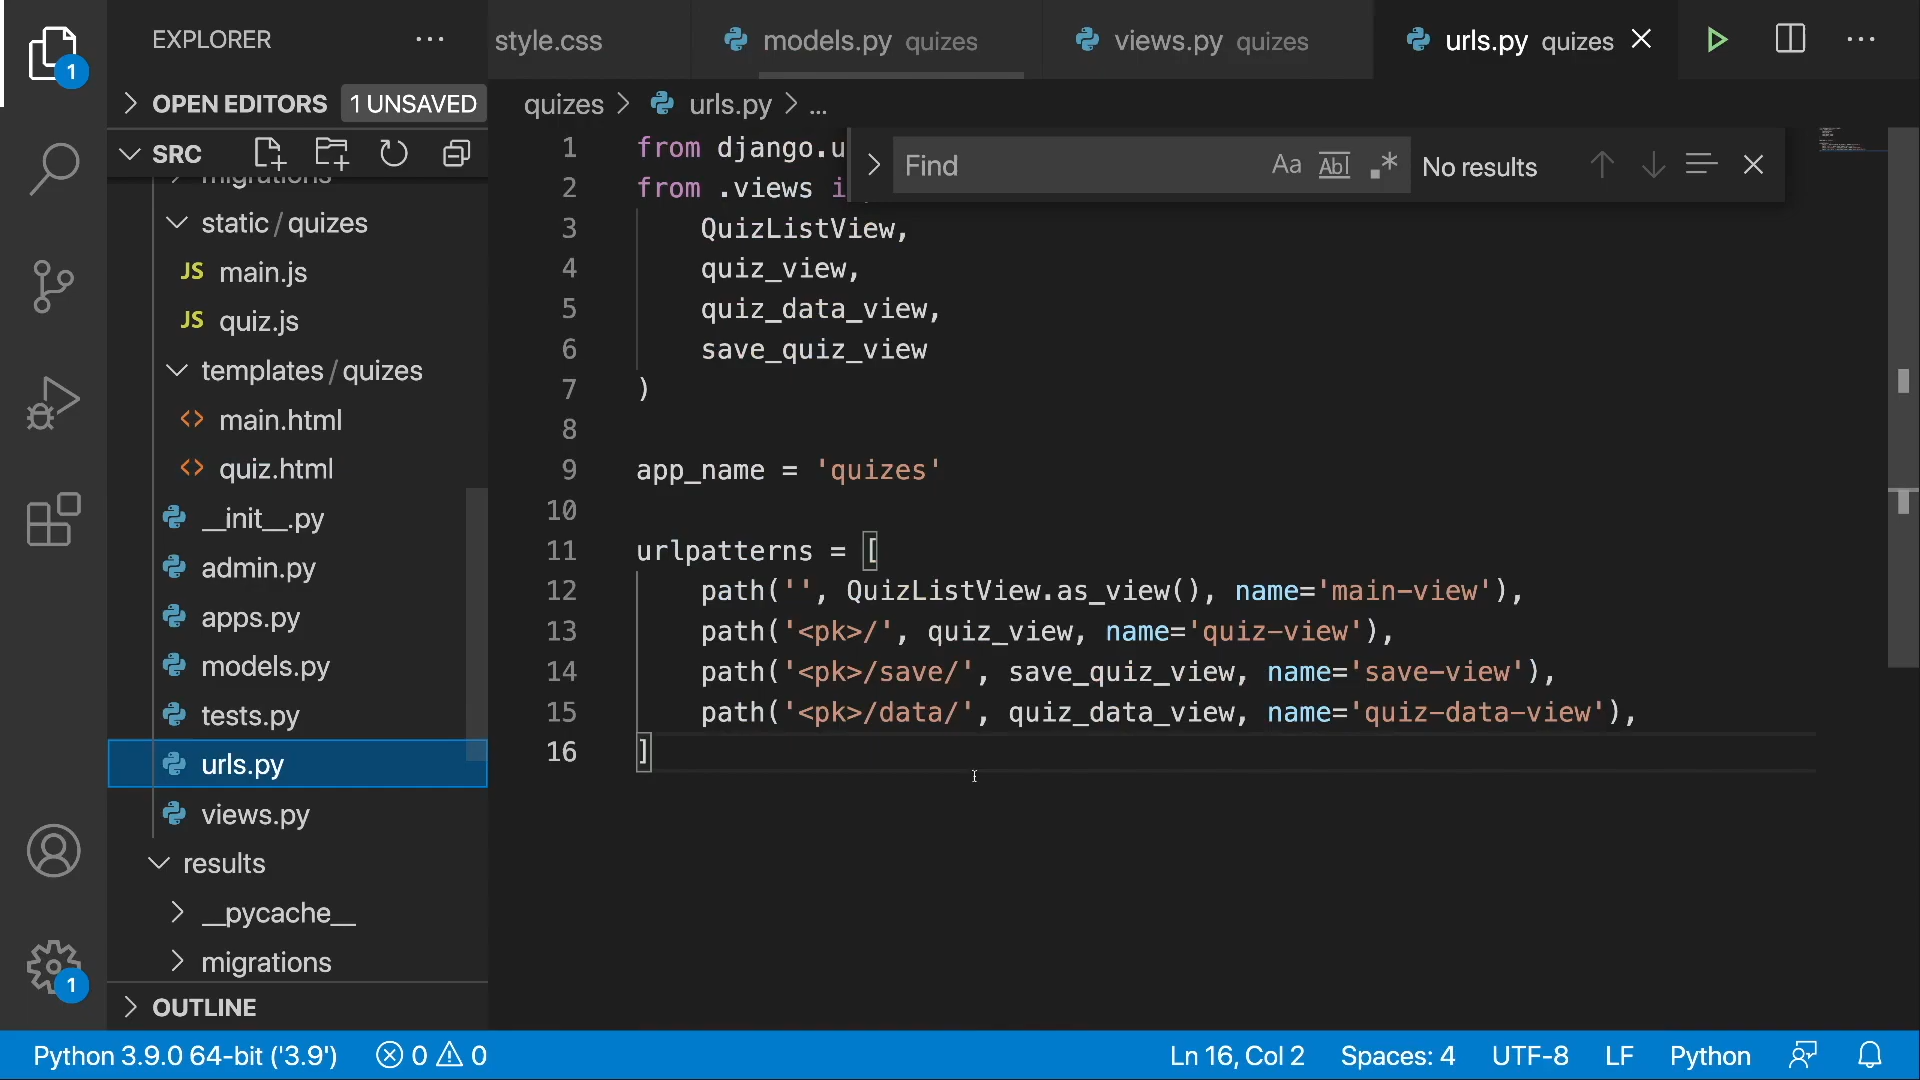 EXPLORER
style.css
models.py quizes
views.py quizes
urls.py quizes
OPEN EDITORS 1 UNSAVED
quizes > urls.py > ...
SRC
migrations
static / quizes
JS main.js
JS quiz.js
templates / quizes
main.html
quiz.html
__init__.py
admin.py
apps.py
models.py
tests.py
urls.py
views.py
results
__pycache__
migrations
OUTLINE
Find Aa Abl .* No results
1 from django.u
2 from .views i
3 QuizListView,
4 quiz_view,
5 quiz_data_view,
6 save_quiz_view
7 )
8
9 app_name = 'quizes'
10
11 urlpatterns = [
12 path('', QuizListView.as_view(), name='main-view'),
13 path('<pk>/', quiz_view, name='quiz-view'),
14 path('<pk>/save/', save_quiz_view, name='save-view'),
15 path('<pk>/data/', quiz_data_view, name='quiz-data-view'),
16 ]
1
1
Python 3.9.0 64-bit ('3.9') 0 0 Ln 16, Col 2 Spaces: 4 UTF-8 LF Python